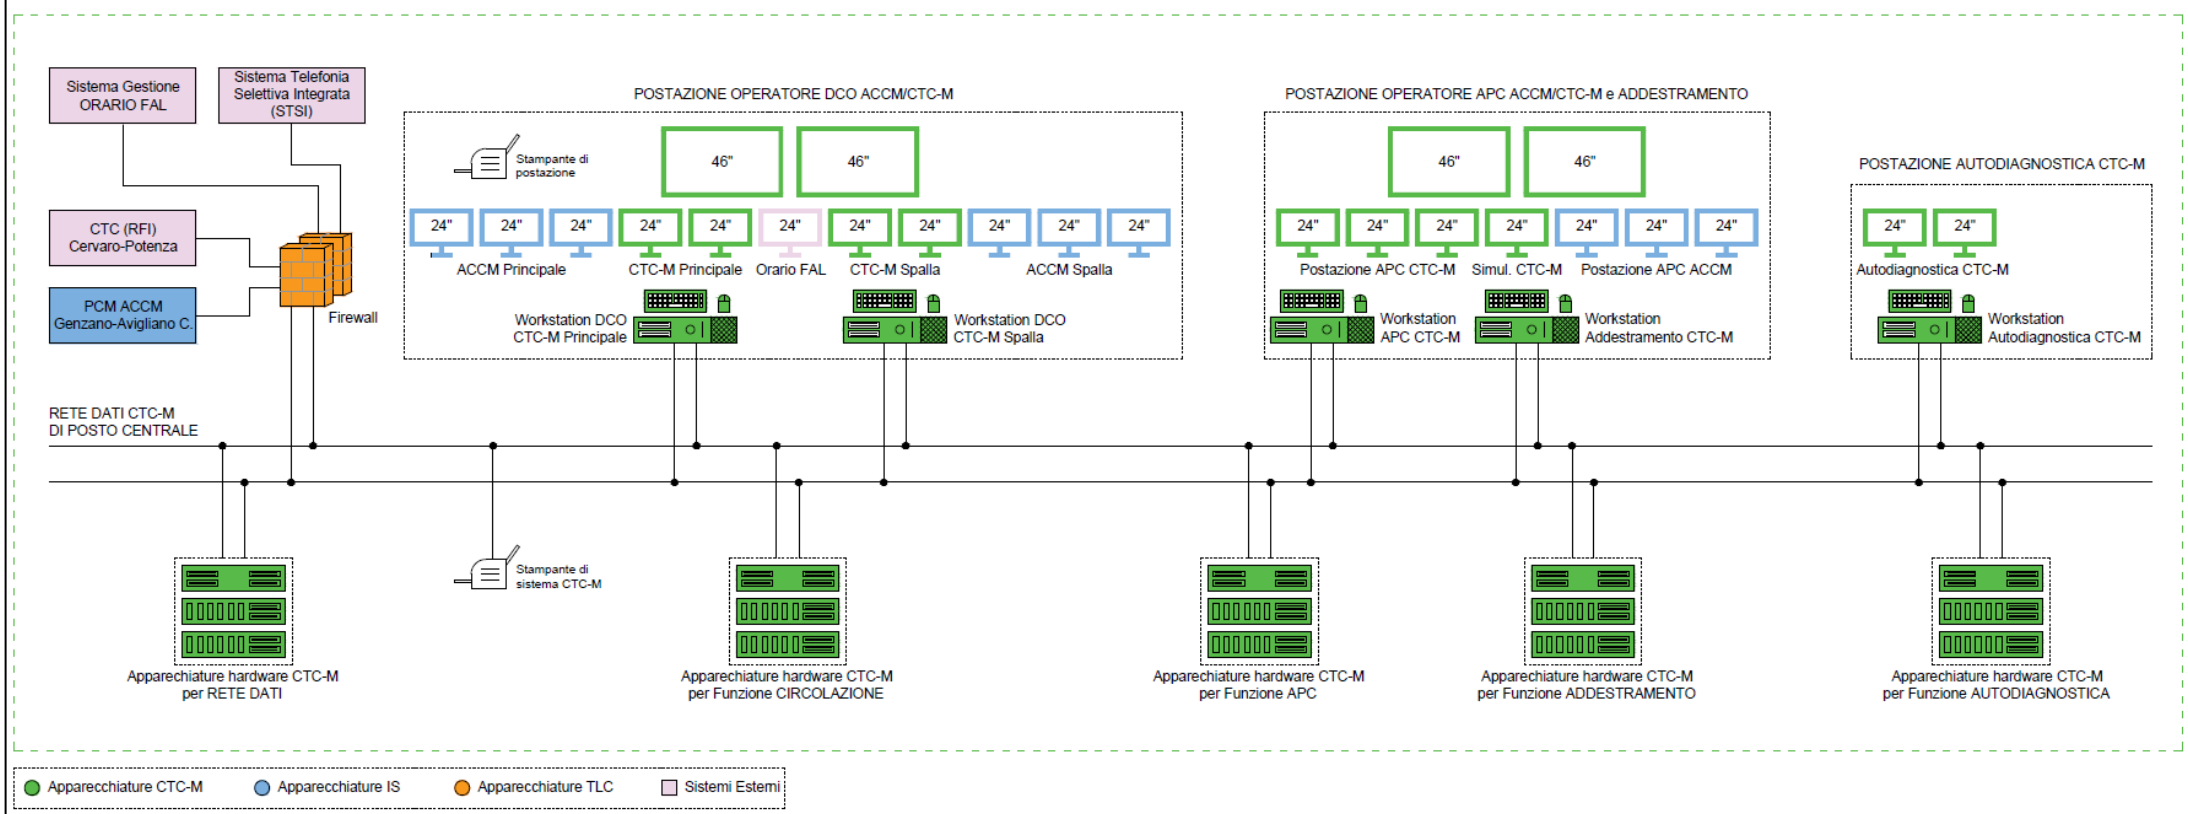 Sistema Gestione
ORARIO FAL
Sistema Telefonia
Selettiva Integrata
(STSI)
CTC (RFI)
Cervaro-Potenza
PCM ACCM
Genzano-Avigliano C.
Firewall
POSTAZIONE OPERATORE DCO ACCM/CTC-M
Stampante di
postazione
46"
46"
24"
24"
24"
24"
24"
24"
24"
24"
24"
24"
24"
ACCM Principale
CTC-M Principale
Orario FAL
CTC-M Spalla
ACCM Spalla
Workstation DCO
CTC-M Principale
Workstation DCO
CTC-M Spalla
POSTAZIONE OPERATORE APC ACCM/CTC-M e ADDESTRAMENTO
46"
46"
24"
24"
24"
24"
24"
24"
24"
Postazione APC CTC-M
Simul. CTC-M
Postazione APC ACCM
Workstation
APC CTC-M
Workstation
Addestramento CTC-M
POSTAZIONE AUTODIAGNOSTICA CTC-M
24"
24"
Autodiagnostica CTC-M
Workstation
Autodiagnostica CTC-M
RETE DATI CTC-M
DI POSTO CENTRALE
Stampante di
sistema CTC-M
Apparechiature hardware CTC-M
per RETE DATI
Apparechiature hardware CTC-M
per Funzione CIRCOLAZIONE
Apparechiature hardware CTC-M
per Funzione APC
Apparechiature hardware CTC-M
per Funzione ADDESTRAMENTO
Apparechiature hardware CTC-M
per Funzione AUTODIAGNOSTICA
Apparecchiature CTC-M
Apparecchiature IS
Apparecchiature TLC
Sistemi Esterni